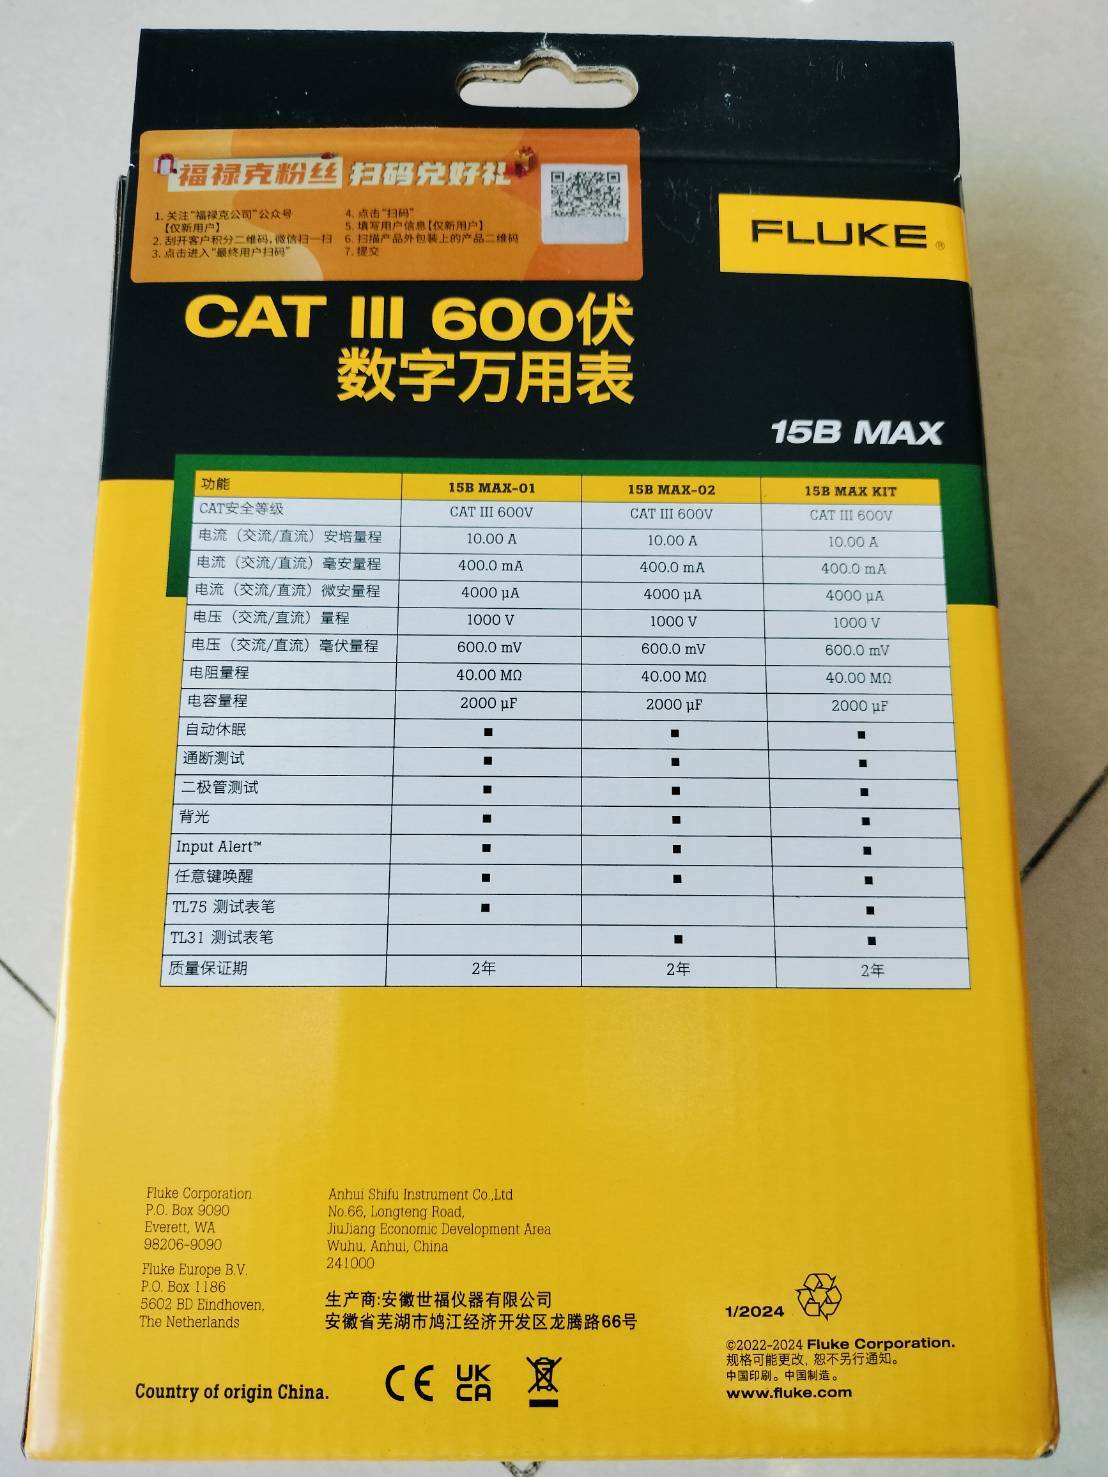 福禄克粉丝 扫码兑好礼
1. 关注“福禄克公司”公众号
【仅新用户】
2. 刮开客户积分二维码, 微信扫一扫
3. 点击进入“最终用户扫码”
4. 点击“扫码”
5. 填写用户信息【仅新用户】
6. 扫描产品外包装上的产品二维码
7. 提交
FLUKE®
CAT III 600伏
数字万用表
15B MAX
功能 15B MAX-01 15B MAX-02 15B MAX KIT
CAT安全等级 CAT III 600V CAT III 600V CAT III 600V
电流（交流/直流）安培量程 10.00 A 10.00 A 10.00 A
电流（交流/直流）毫安量程 400.0 mA 400.0 mA 400.0 mA
电流（交流/直流）微安量程 4000 µA 4000 µA 4000 µA
电压（交流/直流）量程 1000 V 1000 V 1000 V
电压（交流/直流）毫伏量程 600.0 mV 600.0 mV 600.0 mV
电阻量程 40.00 MΩ 40.00 MΩ 40.00 MΩ
电容量程 2000 µF 2000 µF 2000 µF
自动休眠 ■ ■ ■
通断测试 ■ ■ ■
二极管测试 ■ ■ ■
背光 ■ ■ ■
Input Alert™ ■ ■ ■
任意键唤醒 ■ ■ ■
TL75 测试表笔 ■ ■
TL31 测试表笔 ■ ■
质量保证期 2年 2年 2年
Fluke Corporation
P.O. Box 9090
Everett, WA
98206-9090
Fluke Europe B.V.
P.O. Box 1186
5602 BD Eindhoven,
The Netherlands
Anhui Shifu Instrument Co.,Ltd
No.66, Longteng Road,
JiuJiang Economic Development Area
Wuhu, Anhui, China
241000
生产商:安徽世福仪器有限公司
安徽省芜湖市鸠江经济开发区龙腾路66号
Country of origin China.
CE UK CA
1/2024
©2022-2024 Fluke Corporation.
规格可能更改, 恕不另行通知。
中国印刷。中国制造。
www.fluke.com